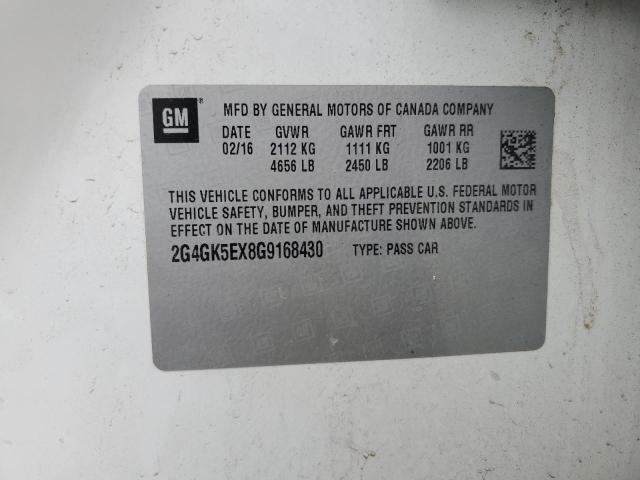 GM ®
MFD BY GENERAL MOTORS OF CANADA COMPANY
DATE GVWR GAWR FRT GAWR RR
02/16 2112 KG 1111 KG 1001 KG
4656 LB 2450 LB 2206 LB
THIS VEHICLE CONFORMS TO ALL APPLICABLE U.S. FEDERAL MOTOR
VEHICLE SAFETY, BUMPER, AND THEFT PREVENTION STANDARDS IN
EFFECT ON THE DATE OF MANUFACTURE SHOWN ABOVE.
2G4GK5EX8G9168430 TYPE: PASS CAR